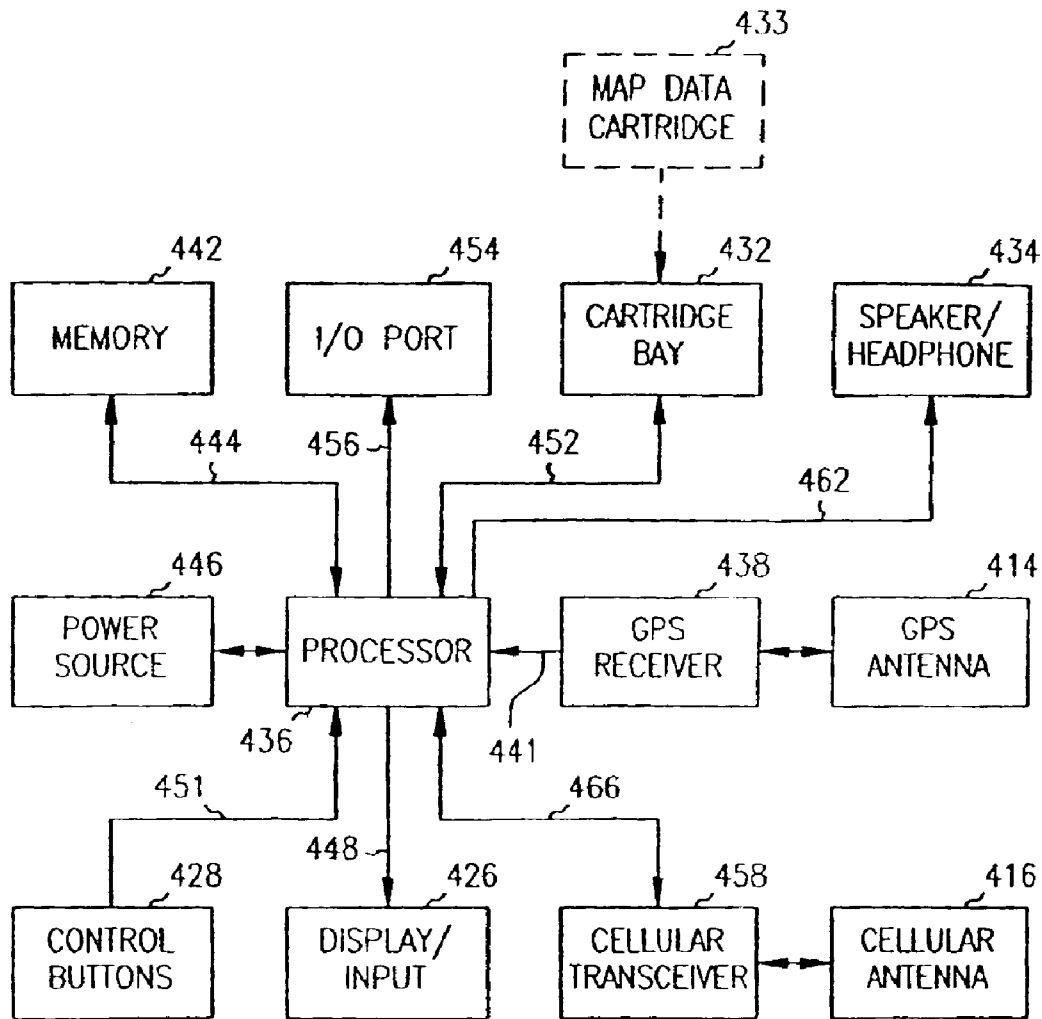 433
MAP DATA
CARTRIDGE
442
454
432
434
MEMORY
I/O PORT
CARTRIDGE
BAY
SPEAKER/
HEADPHONE
444
456
452
462
446
438
414
POWER
SOURCE
PROCESSOR
GPS
RECEIVER
GPS
ANTENNA
436
441
451
466
448
428
426
458
416
CONTROL
BUTTONS
DISPLAY/
INPUT
CELLULAR
TRANSCEIVER
CELLULAR
ANTENNA